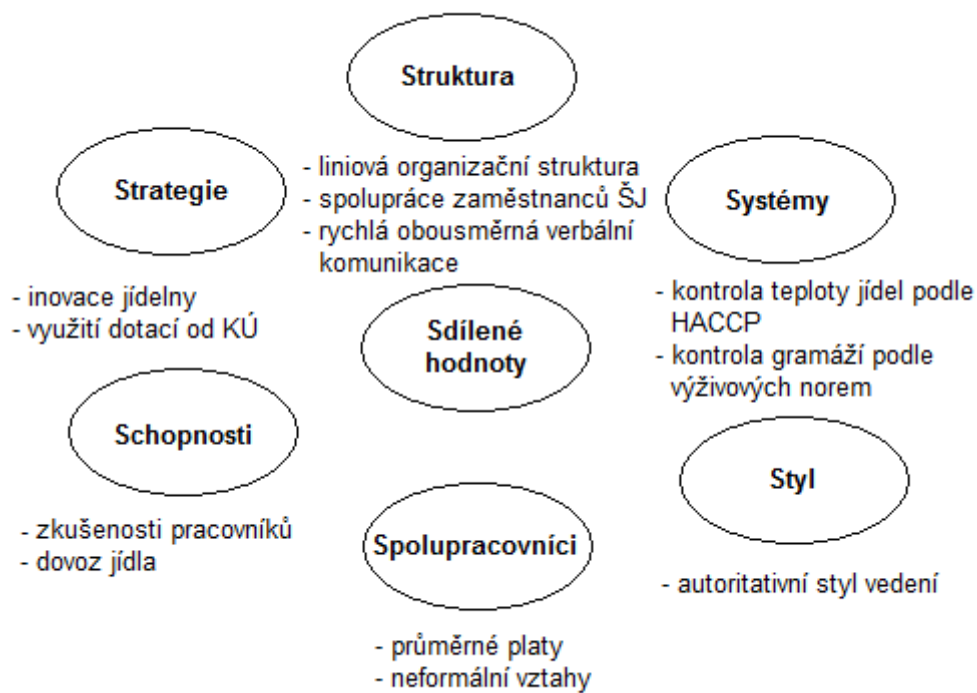 Struktura
- liniová organizační struktura
- spolupráce zaměstnanců ŠJ
- rychlá obousměrná verbální
komunikace
Strategie
- inovace jídelny
- využití dotací od KÚ
Systémy
- kontrola teploty jídel podle
HACCP
- kontrola gramáží podle
výživových norem
Sdílené
hodnoty
Schopnosti
- zkušenosti pracovníků
- dovoz jídla
Spolupracovníci
- průměrné platy
- neformální vztahy
Styl
- autoritativní styl vedení